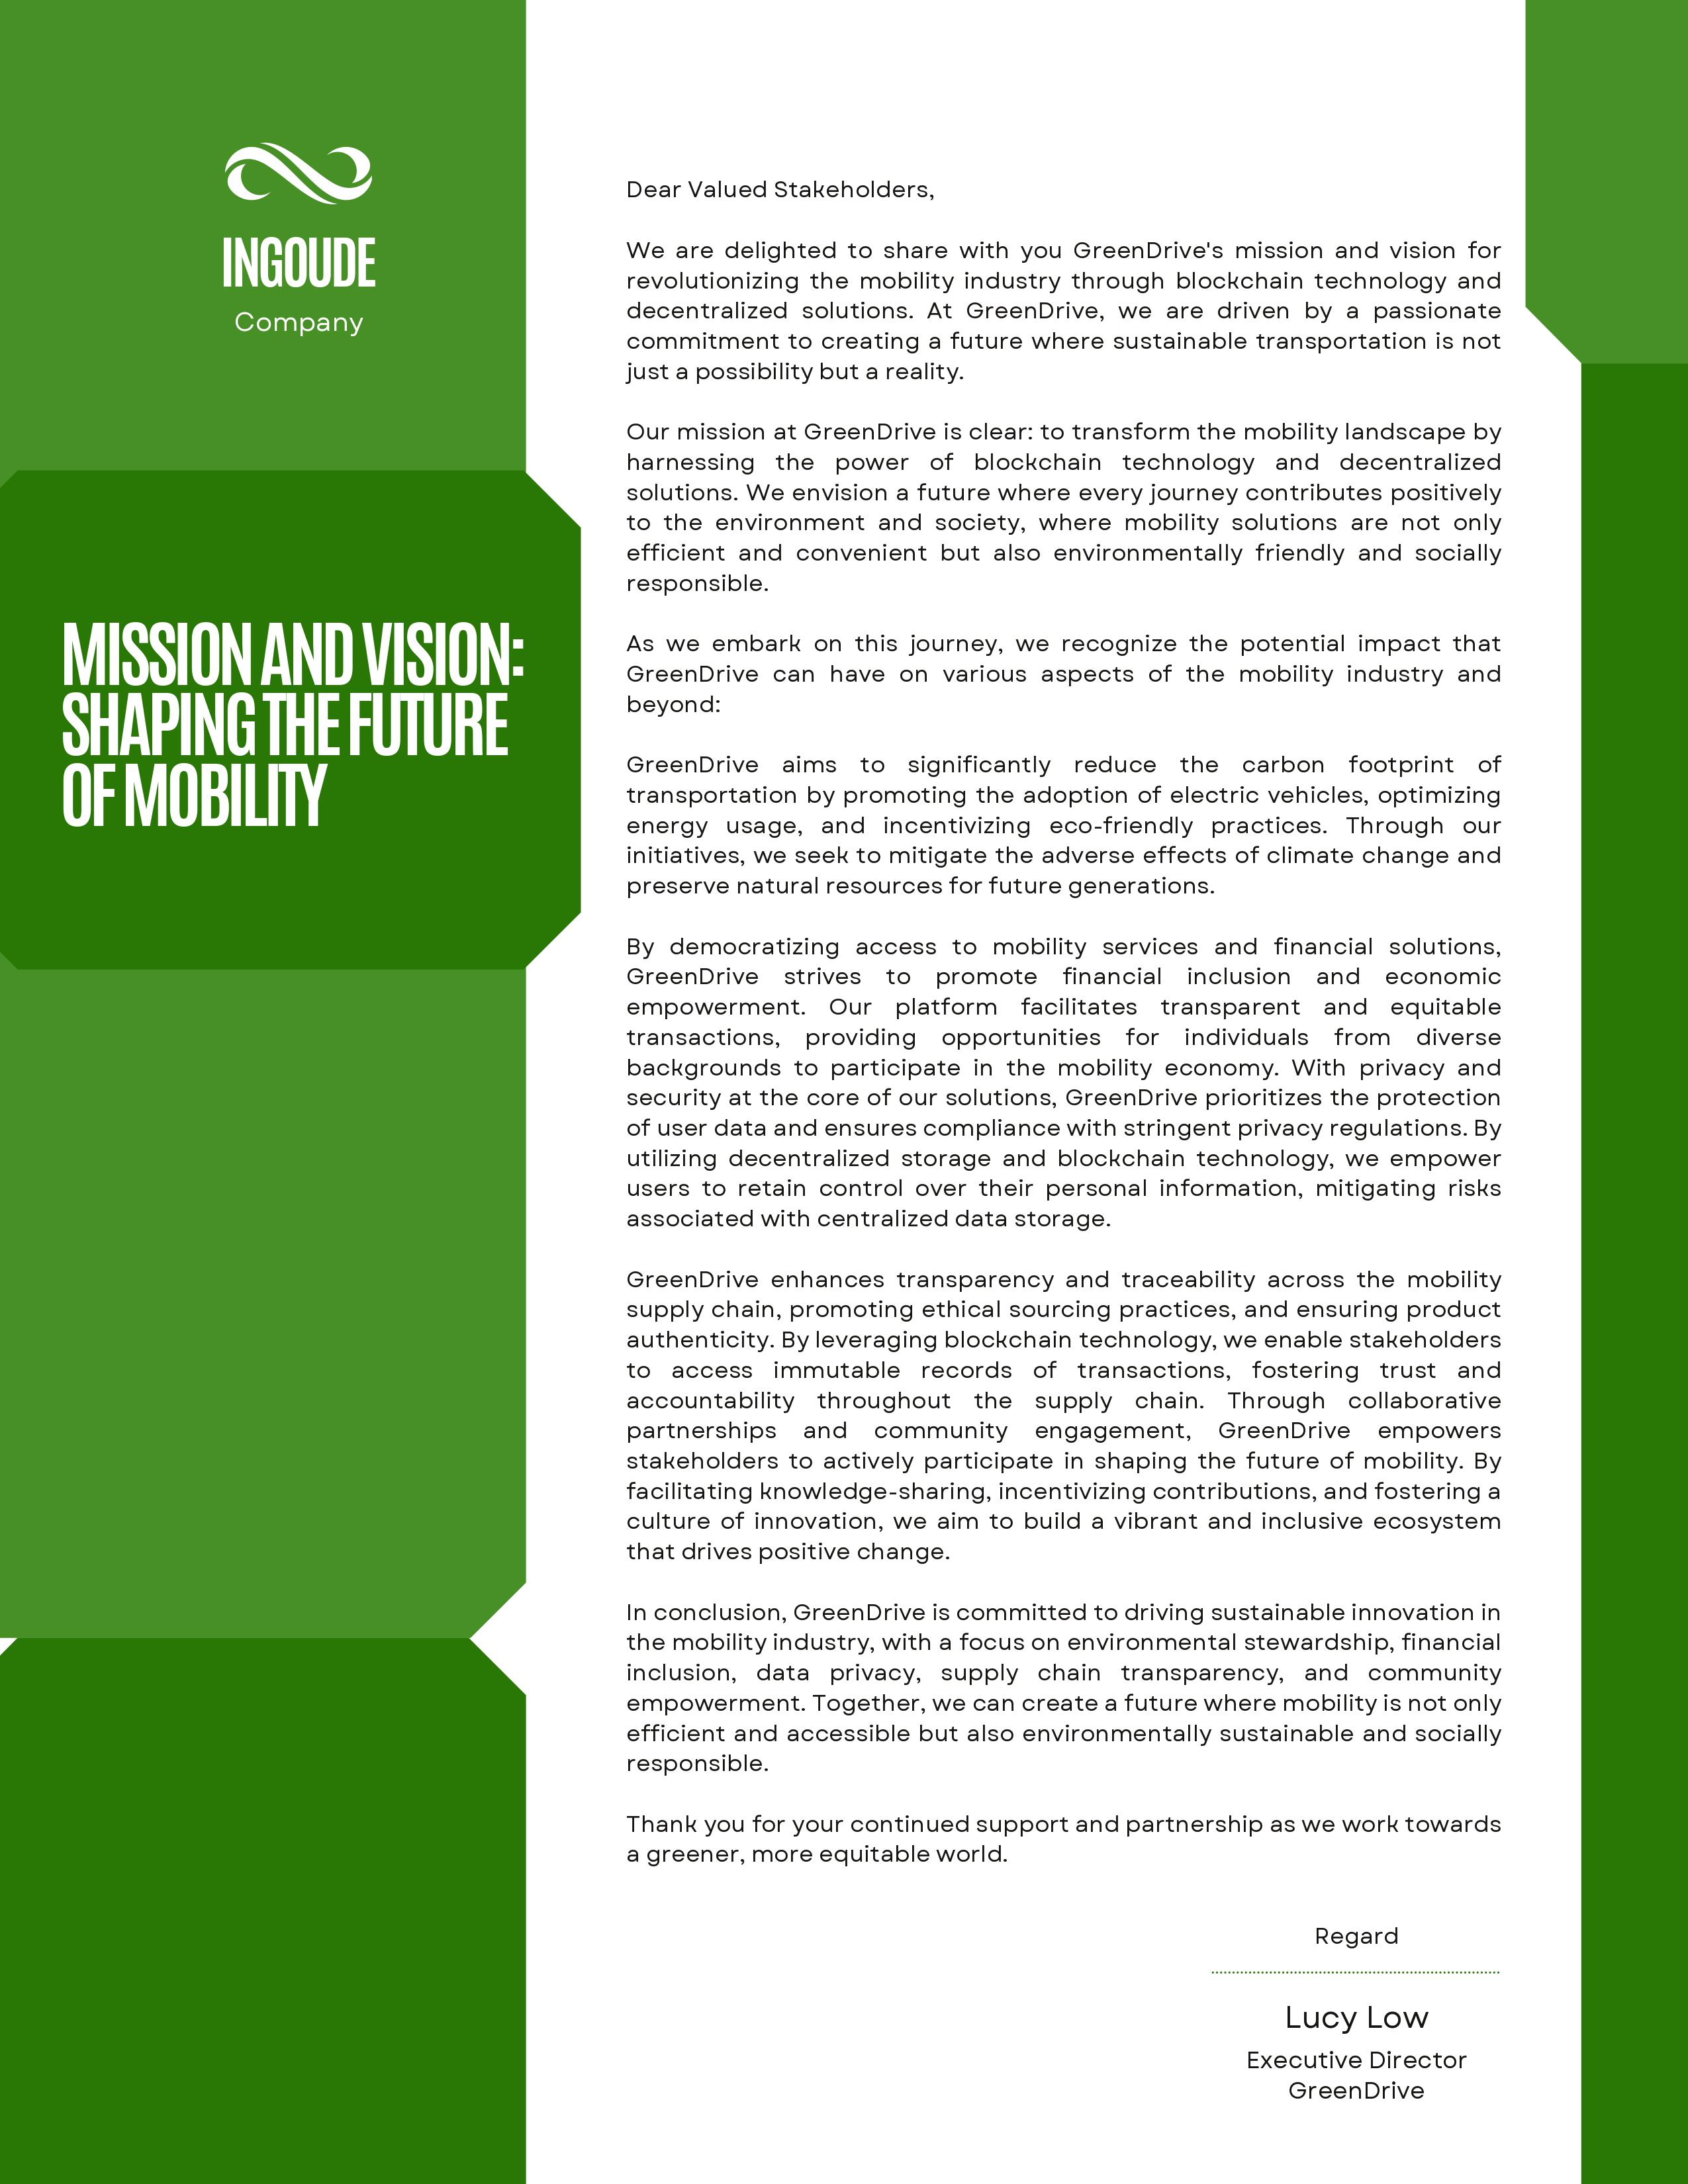 INGOUDE
Company
MISSION AND VISION:
SHAPING THE FUTURE
OF MOBILITY
Dear Valued Stakeholders,
We are delighted to share with you GreenDrive's mission and vision for
revolutionizing the mobility industry through blockchain technology and
decentralized solutions. At GreenDrive, we are driven by a passionate
commitment to creating a future where sustainable transportation is not
just a possibility but a reality.
Our mission at GreenDrive is clear: to transform the mobility landscape by
harnessing the power of blockchain technology and decentralized
solutions. We envision a future where every journey contributes positively
to the environment and society, where mobility solutions are not only
efficient and convenient but also environmentally friendly and socially
responsible.
As we embark on this journey, we recognize the potential impact that
GreenDrive can have on various aspects of the mobility industry and
beyond:
GreenDrive aims to significantly reduce the carbon footprint of
transportation by promoting the adoption of electric vehicles, optimizing
energy usage, and incentivizing eco-friendly practices. Through our
initiatives, we seek to mitigate the adverse effects of climate change and
preserve natural resources for future generations.
By democratizing access to mobility services and financial solutions,
GreenDrive strives to promote financial inclusion and economic
empowerment. Our platform facilitates transparent and equitable
transactions, providing opportunities for individuals from diverse
backgrounds to participate in the mobility economy. With privacy and
security at the core of our solutions, GreenDrive prioritizes the protection
of user data and ensures compliance with stringent privacy regulations. By
utilizing decentralized storage and blockchain technology, we empower
users to retain control over their personal information, mitigating risks
associated with centralized data storage.
GreenDrive enhances transparency and traceability across the mobility
supply chain, promoting ethical sourcing practices, and ensuring product
authenticity. By leveraging blockchain technology, we enable stakeholders
to access immutable records of transactions, fostering trust and
accountability throughout the supply chain. Through collaborative
partnerships and community engagement, GreenDrive empowers
stakeholders to actively participate in shaping the future of mobility. By
facilitating knowledge-sharing, incentivizing contributions, and fostering a
culture of innovation, we aim to build a vibrant and inclusive ecosystem
that drives positive change.
In conclusion, GreenDrive is committed to driving sustainable innovation in
the mobility industry, with a focus on environmental stewardship, financial
inclusion, data privacy, supply chain transparency, and community
empowerment. Together, we can create a future where mobility is not only
efficient and accessible but also environmentally sustainable and socially
responsible.
Thank you for your continued support and partnership as we work towards
a greener, more equitable world.
Regard
Lucy Low
Executive Director
GreenDrive